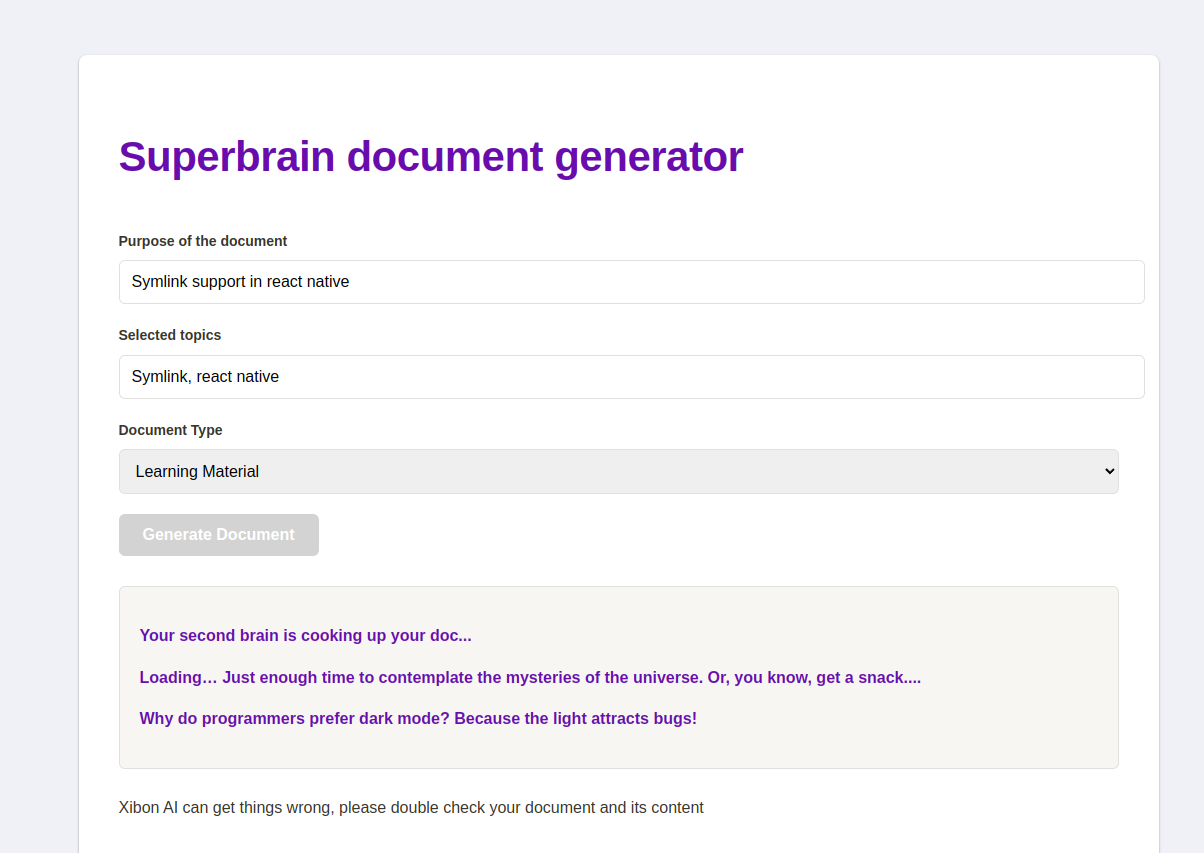 Superbrain document generator
Purpose of the document
Symlink support in react native
Selected topics
Symlink, react native
Document Type
Learning Material
Generate Document
Your second brain is cooking up your doc...
Loading… Just enough time to contemplate the mysteries of the universe. Or, you know, get a snack....
Why do programmers prefer dark mode? Because the light attracts bugs!
Xibon AI can get things wrong, please double check your document and its content